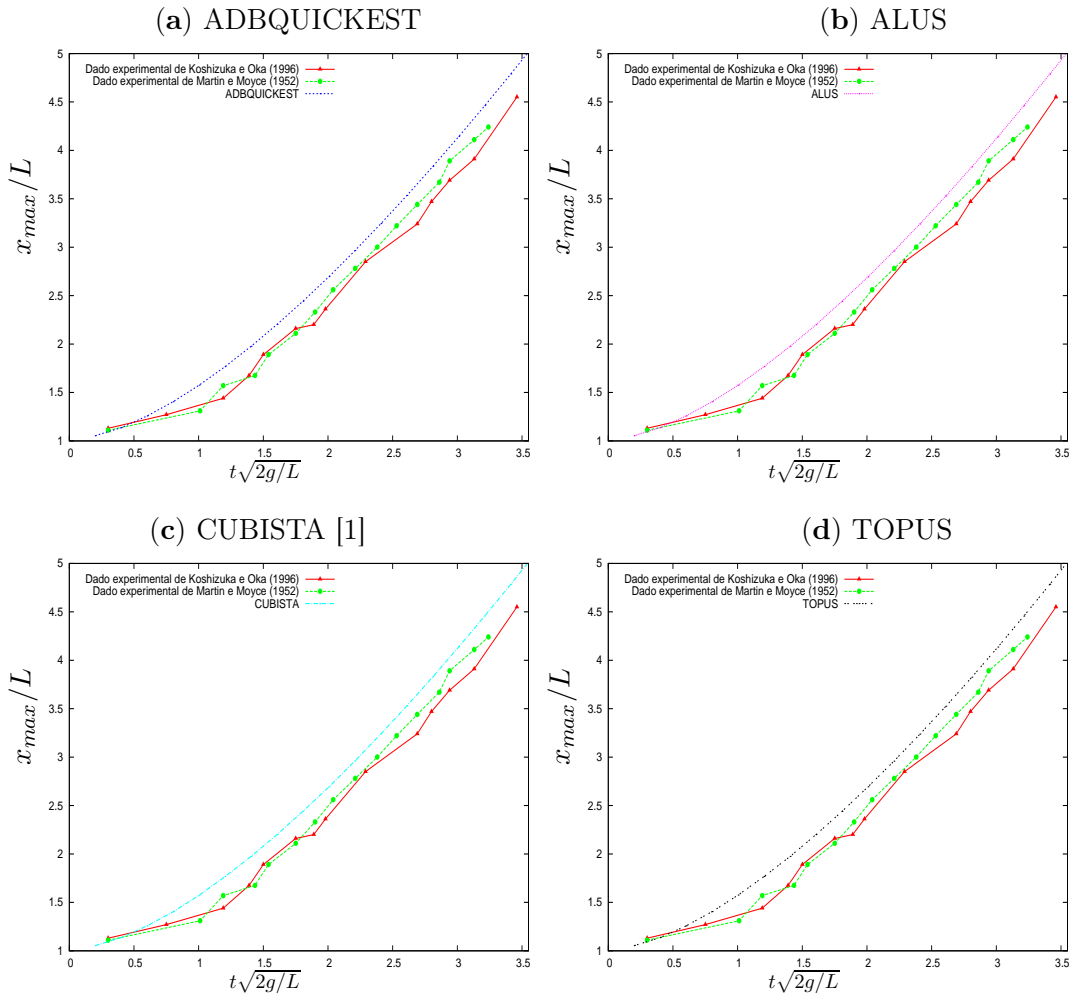 (a) ADBQUICKEST
5
4.5
4
3.5
3
2.5
2
1.5
1
0
0.5
1
1.5
2
2.5
3
3.5
Dado experimental de Koshizuka e Oka (1996)
Dado experimental de Martin e Moyce (1952)
ADBQUICKEST
x_{max}/L
t√2g/L
(b) ALUS
5
4.5
4
3.5
3
2.5
2
1.5
1
0
0.5
1
1.5
2
2.5
3
3.5
Dado experimental de Koshizuka e Oka (1996)
Dado experimental de Martin e Moyce (1952)
ALUS
x_{max}/L
t√2g/L
(c) CUBISTA [1]
5
4.5
4
3.5
3
2.5
2
1.5
1
0
0.5
1
1.5
2
2.5
3
3.5
Dado experimental de Koshizuka e Oka (1996)
Dado experimental de Martin e Moyce (1952)
CUBISTA
x_{max}/L
t√2g/L
(d) TOPUS
5
4.5
4
3.5
3
2.5
2
1.5
1
0
0.5
1
1.5
2
2.5
3
3.5
Dado experimental de Koshizuka e Oka (1996)
Dado experimental de Martin e Moyce (1952)
TOPUS
x_{max}/L
t√2g/L